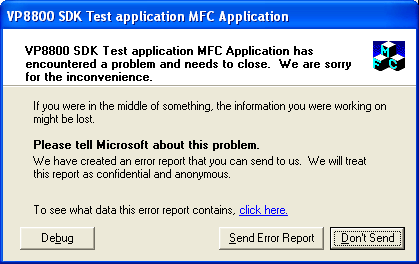 VP8800 SDK Test application MFC Application
VP8800 SDK Test application MFC Application has
encountered a problem and needs to close.  We are sorry
for the inconvenience.
M
F
C
If you were in the middle of something, the information you were working on
might be lost.
Please tell Microsoft about this problem.
We have created an error report that you can send to us.  We will treat
this report as confidential and anonymous.
To see what data this error report contains, click here.
Debug
Send Error Report
Don't Send